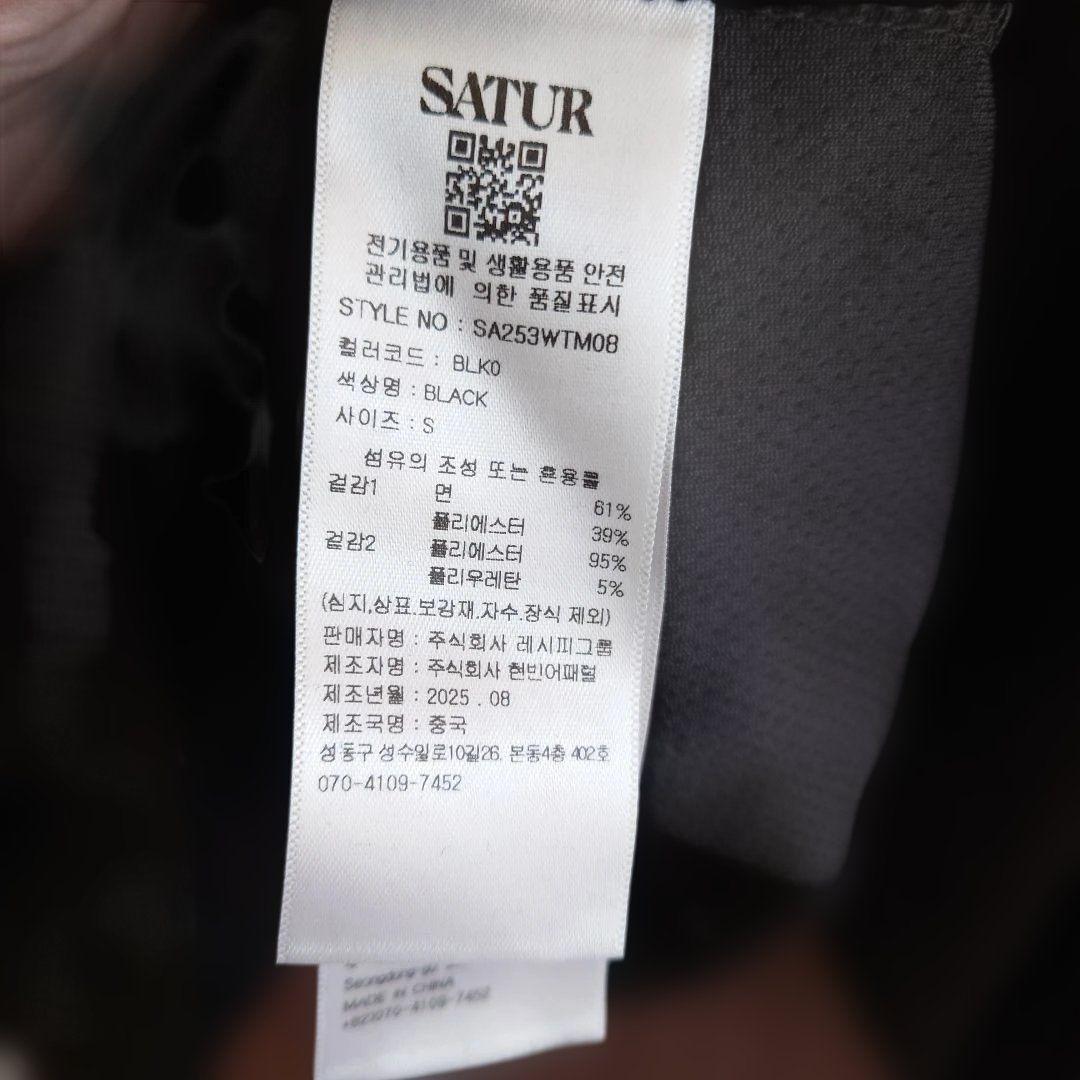 SATUR
전기용품 및 생활용품 안전
관리법에 의한 품질표시
STYLE NO : SA253WTM08
컬러코드 : BLK0
색상명 : BLACK
사이즈 : S
섬유의 조성 또는 혼용률
겉감1 면 61%
폴리에스터 39%
겉감2 폴리에스터 95%
폴리우레탄 5%
(심지,상표.보강재.자수.장식 제외)
판매자명 : 주식회사 레시피그룹
제조자명 : 주식회사 현빈어패럴
제조년월 : 2025 . 08
제조국명 : 중국
성동구 성수일로10길26, 본동4층 402호
070-4109-7452
MADE IN CHINA
+82)070-4109-7452